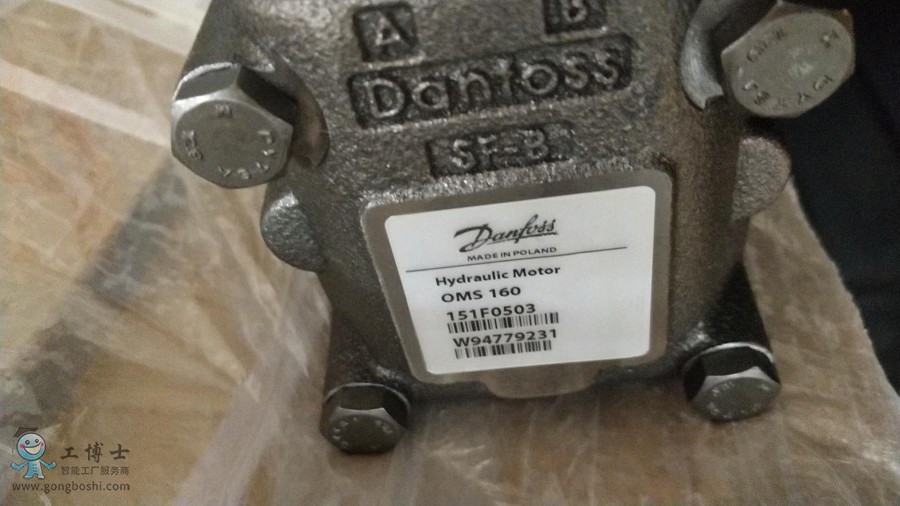 A B
Danfoss
SF-B
Danfoss
MADE IN POLAND
Hydraulic Motor
OMS 160
151F0503
W94779231
工博士
智能工厂服务商
www.gongboshi.com